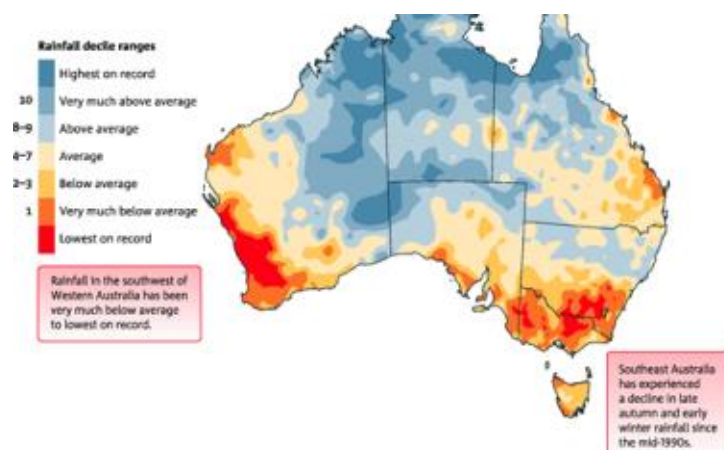 Rainfall decile ranges
Highest on record
10 Very much above average
8–9 Above average
4–7 Average
2–3 Below average
1 Very much below average
Lowest on record
Rainfall in the southwest of
Western Australia has been
very much below average
to lowest on record.
Southeast Australia
has experienced
a decline in late
autumn and early
winter rainfall since
the mid-1990s.